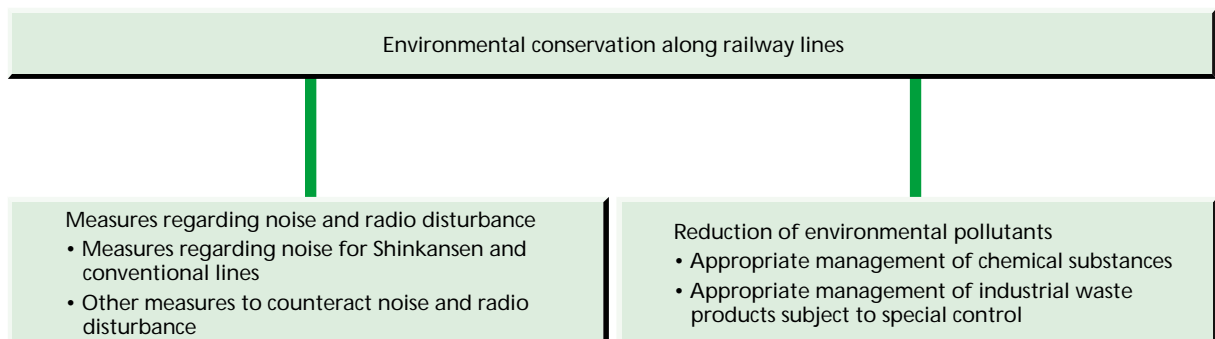 Environmental conservation along railway lines
Measures regarding noise and radio disturbance
• Measures regarding noise for Shinkansen and
conventional lines
• Other measures to counteract noise and radio
disturbance
Reduction of environmental pollutants
• Appropriate management of chemical substances
• Appropriate management of industrial waste
products subject to special control